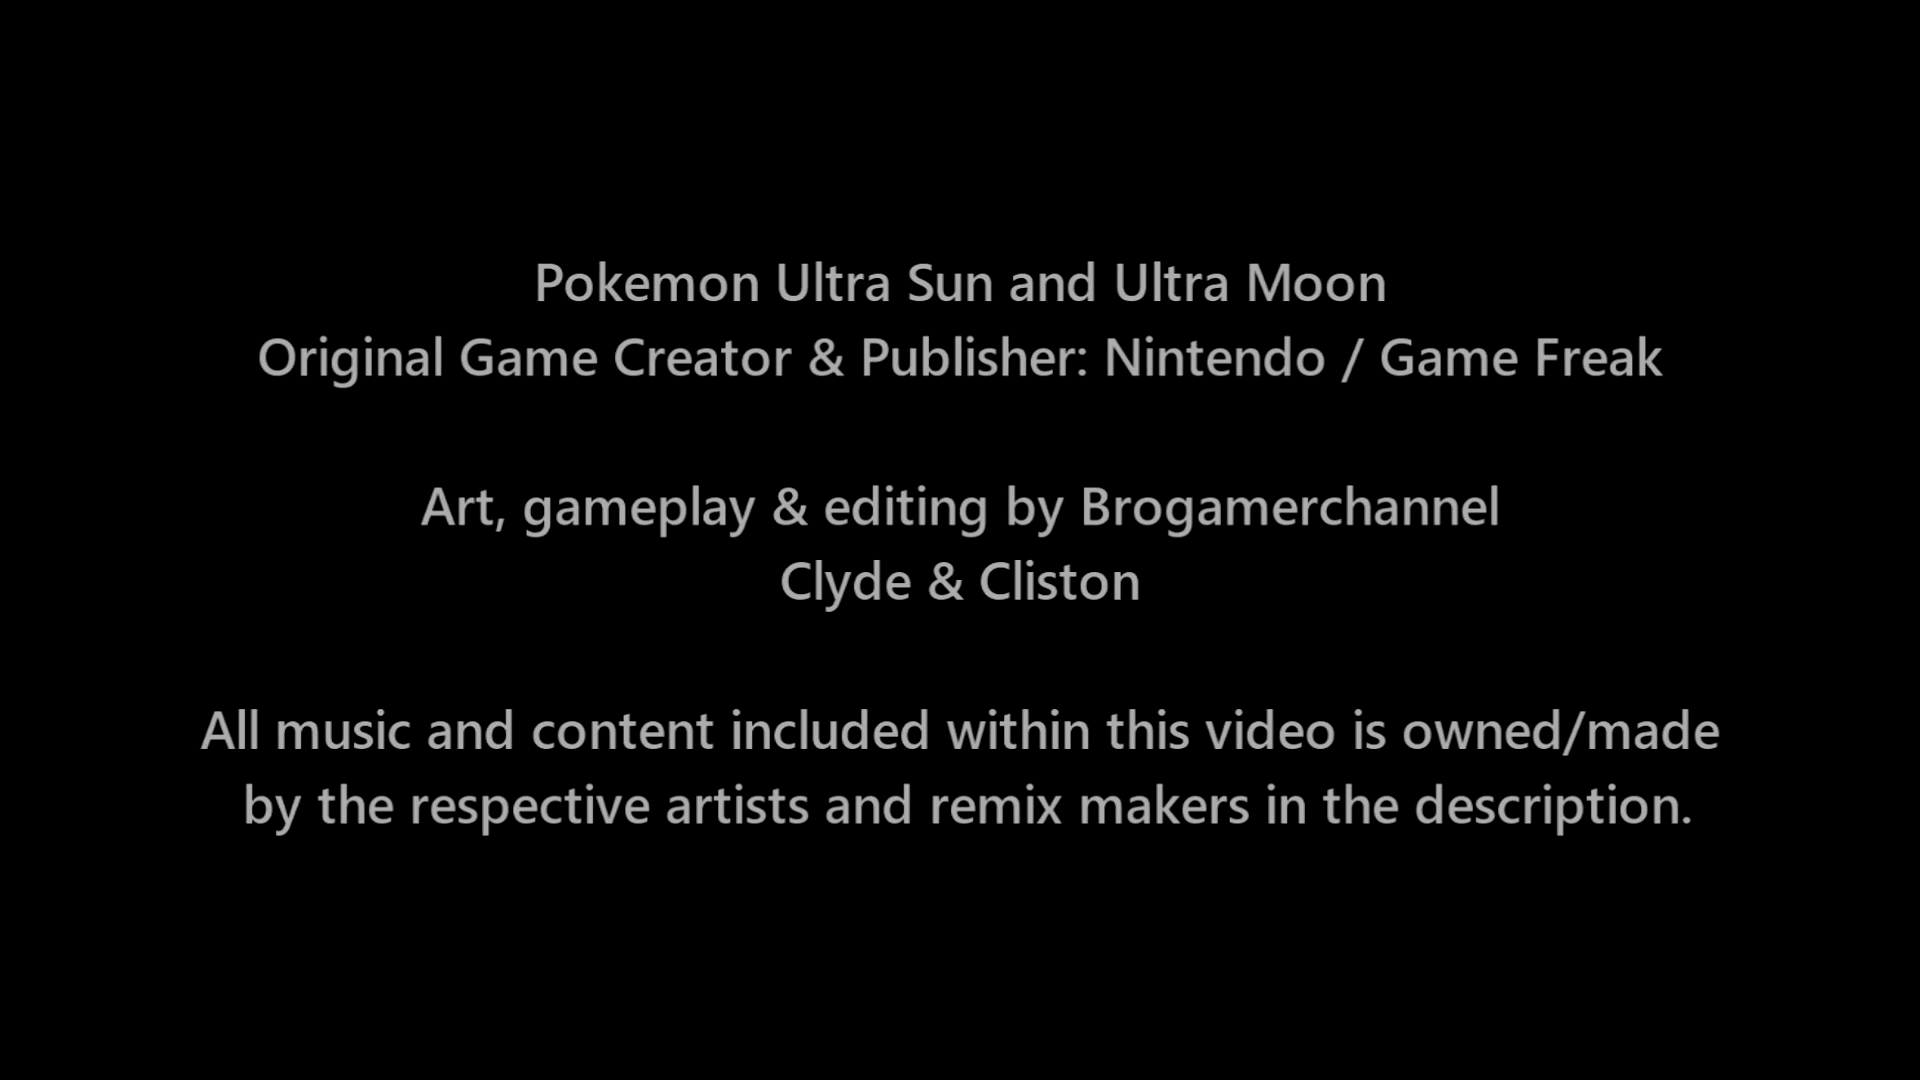 Pokemon Ultra Sun and Ultra Moon
Original Game Creator & Publisher: Nintendo / Game Freak
Art, gameplay & editing by Brogamerchannel
Clyde & Cliston
All music and content included within this video is owned/made
by the respective artists and remix makers in the description.